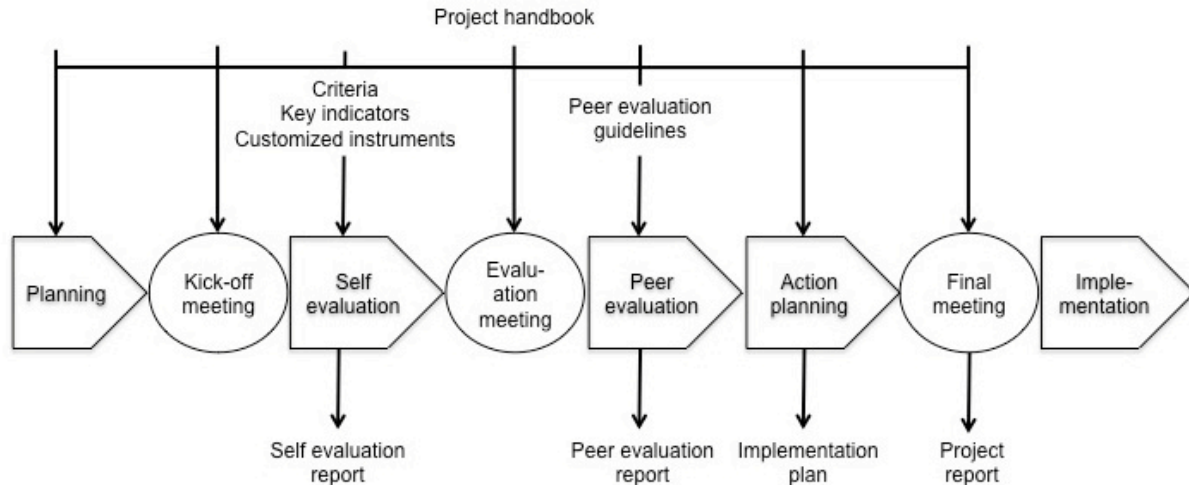 Project handbook
Criteria
Key indicators
Customized instruments
Peer evaluation
guidelines
Planning
Kick-off
meeting
Self
evaluation
Evalu-
ation
meeting
Peer
evaluation
Action
planning
Final
meeting
Imple-
mentation
Self evaluation
report
Peer evaluation
report
Implementation
plan
Project
report